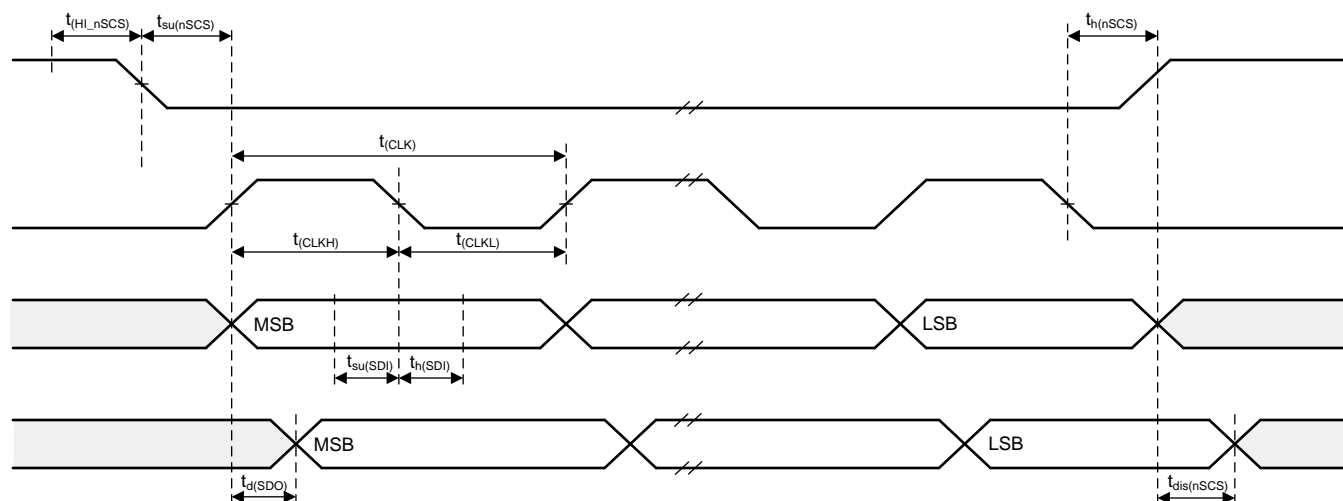 t(HI_nSCS) tsu(nSCS) th(nSCS)
t(CLK)
t(CLKH) t(CLKL)
MSB LSB
tsu(SDI) th(SDI)
MSB LSB
td(SDO) tdis(nSCS)